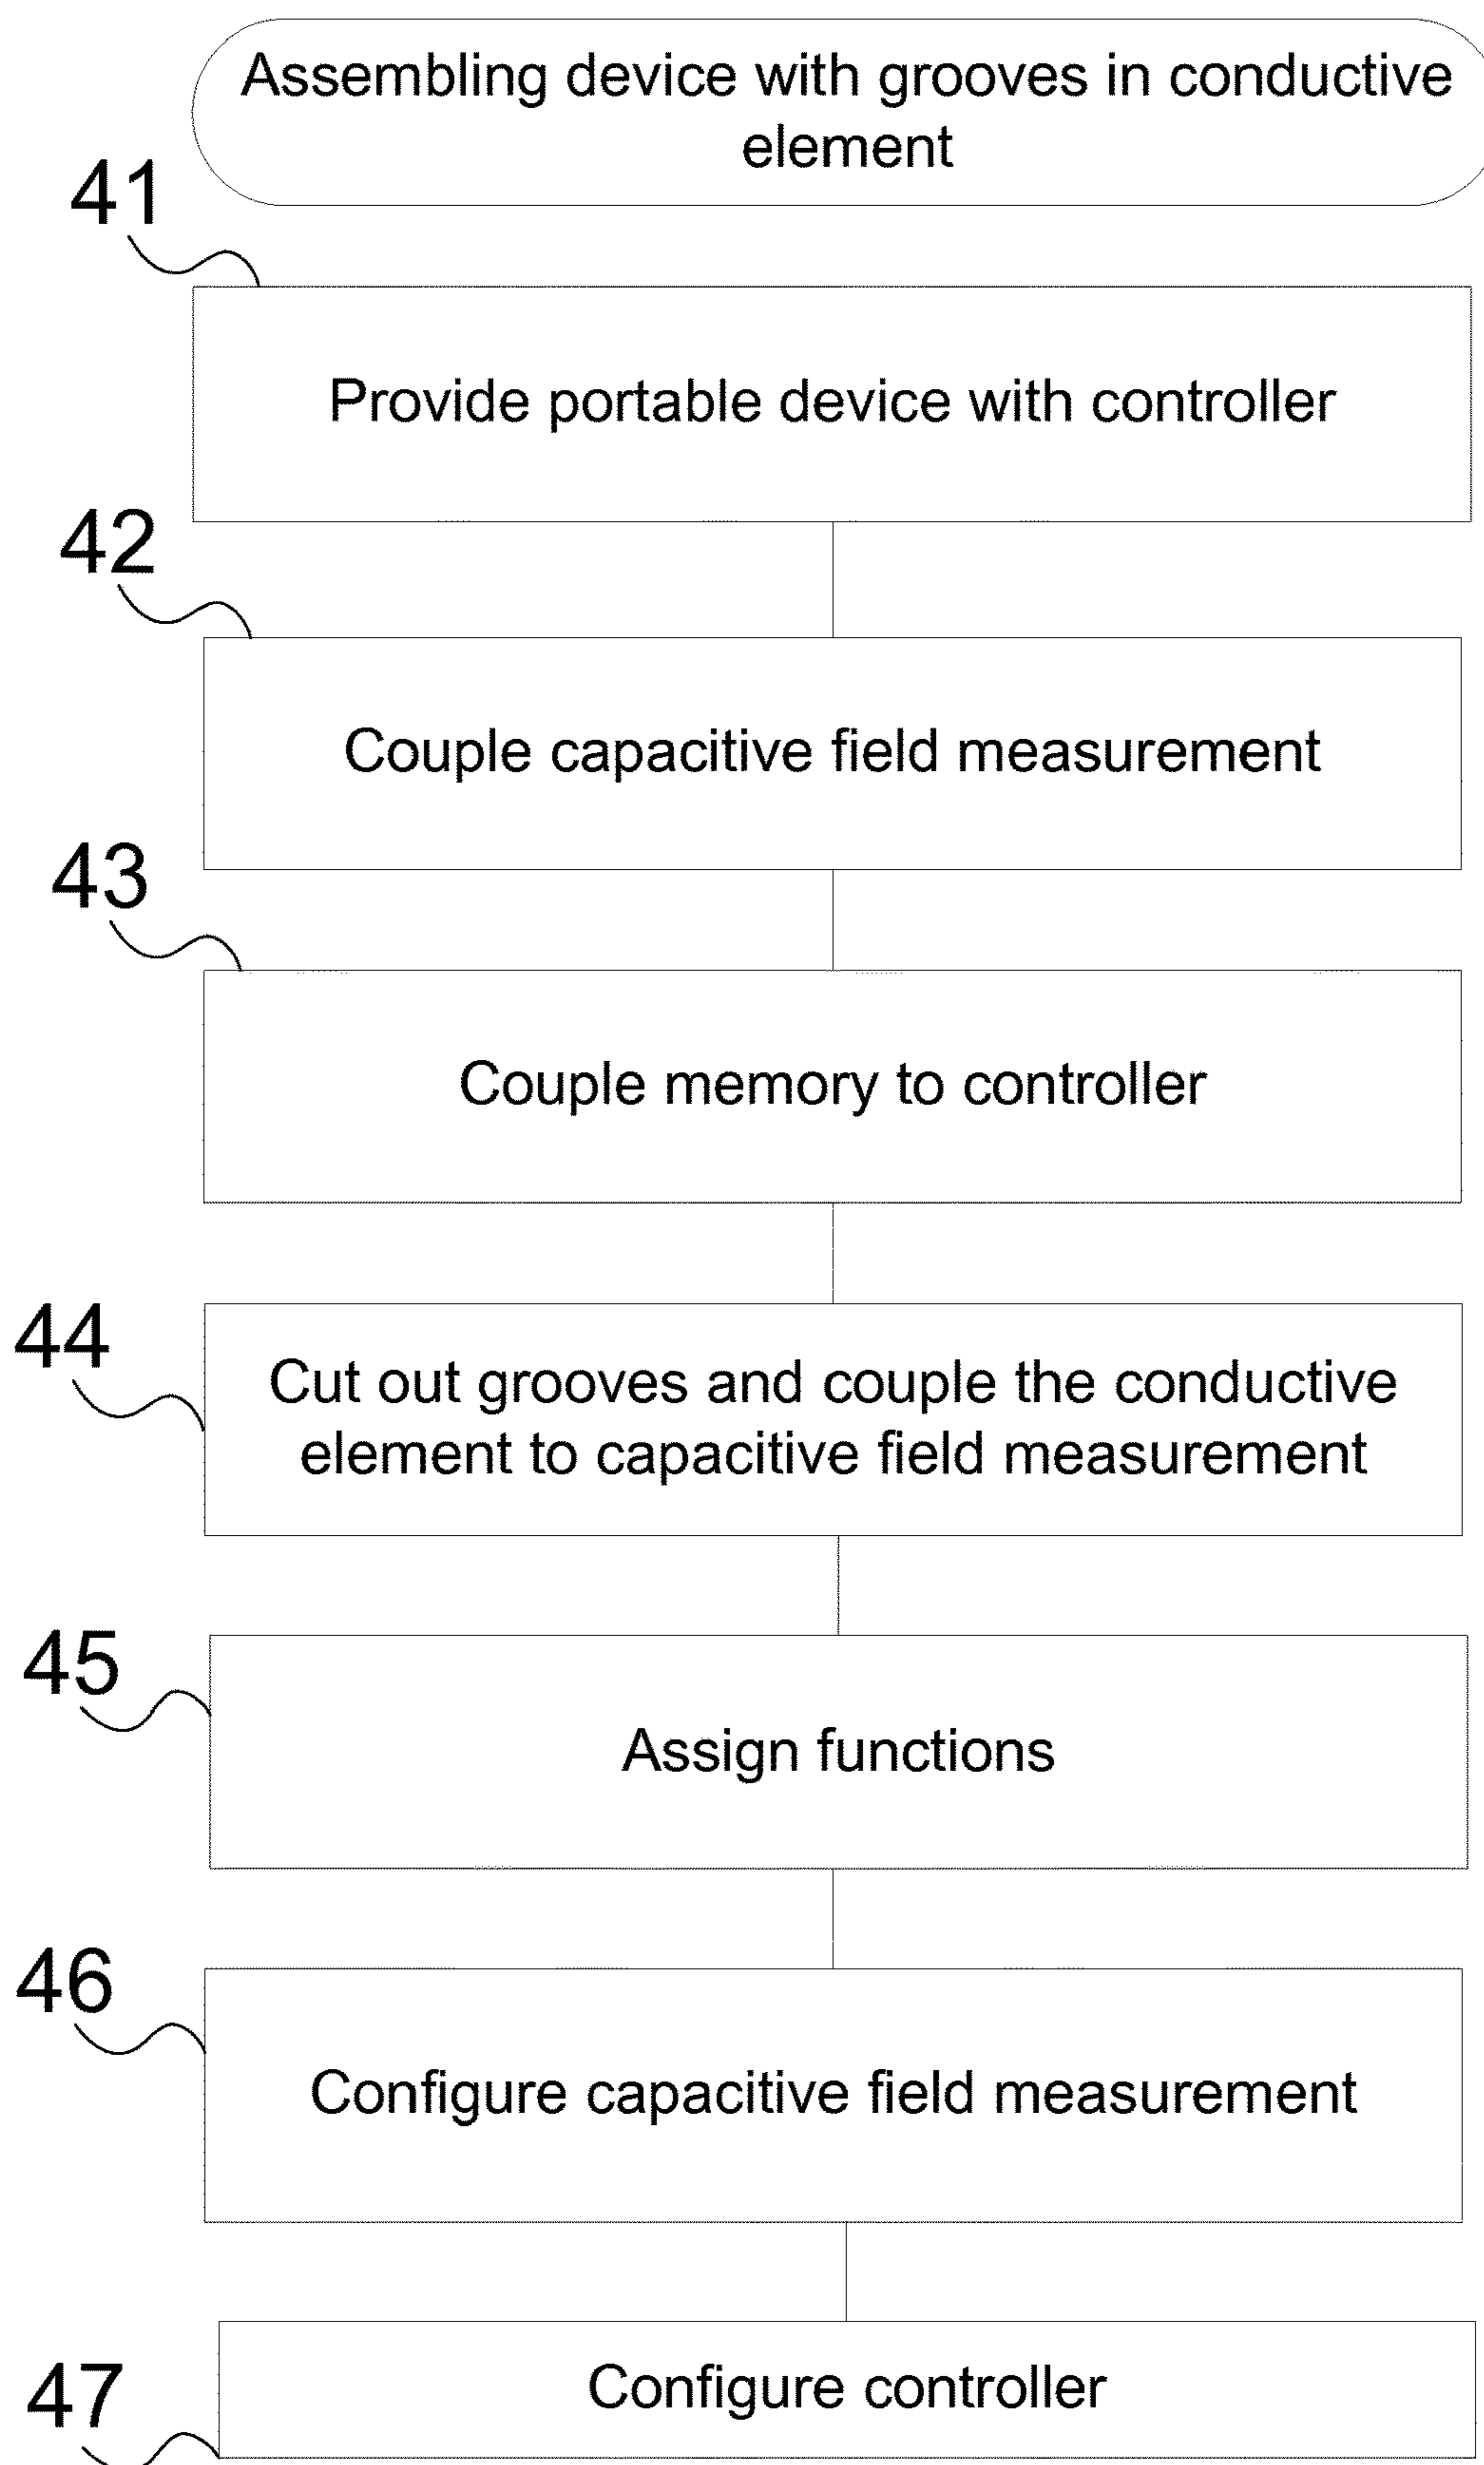 Assembling device with grooves in conductive
element
41
Provide portable device with controller
42
Couple capacitive field measurement
43
Couple memory to controller
44
Cut out grooves and couple the conductive
element to capacitive field measurement
45
Assign functions
46
Configure capacitive field measurement
47
Configure controller